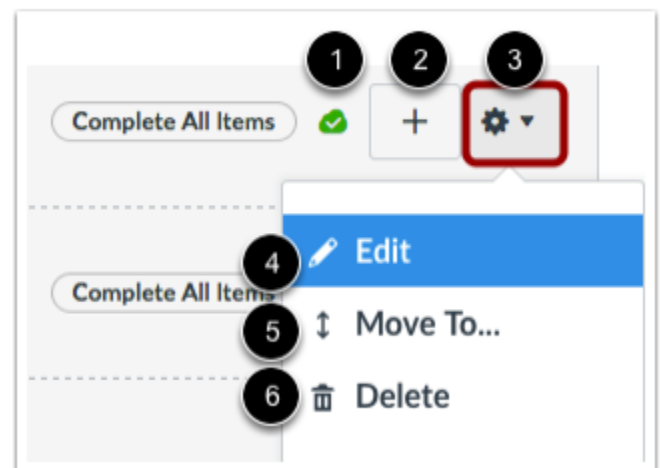 1 2 3
Complete All Items +
4 Edit
Complete All Items
5 Move To...
6 Delete